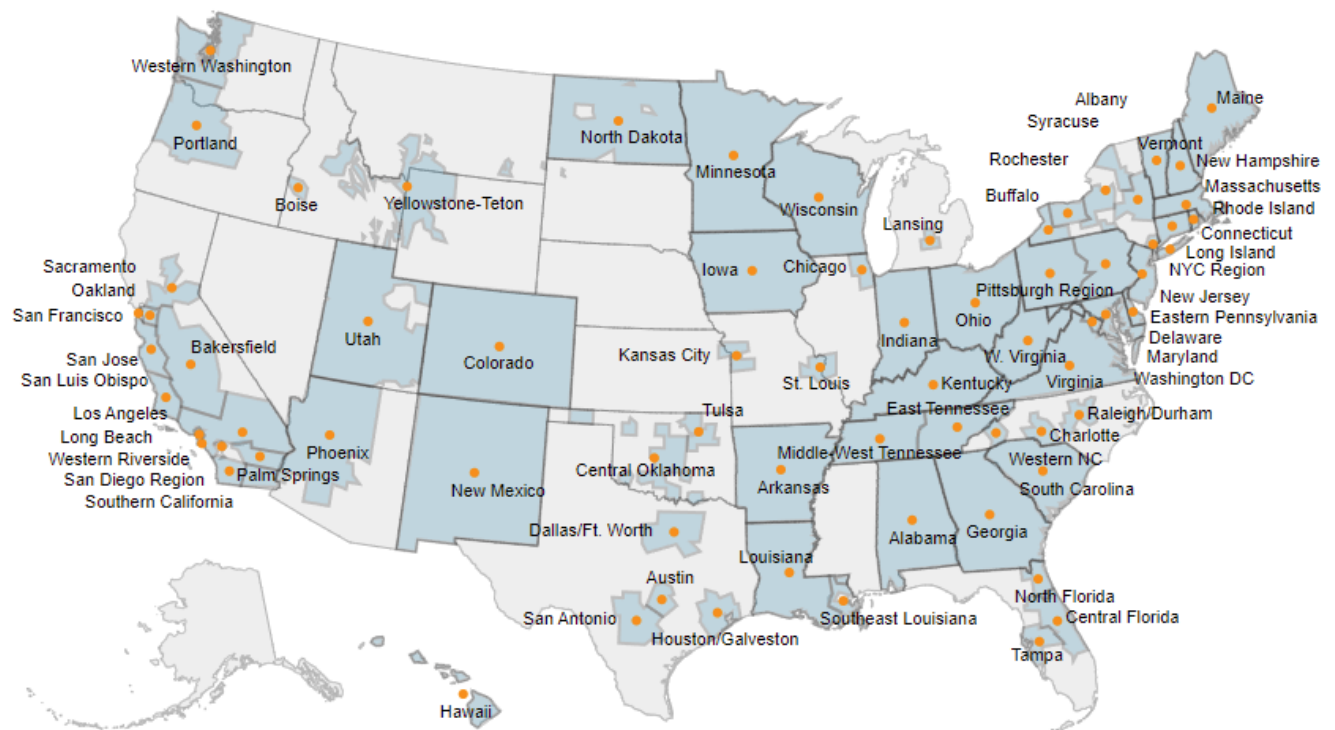 Western Washington
Portland
Boise
Yellowstone-Teton
North Dakota
Minnesota
Wisconsin
Lansing
Albany
Syracuse
Rochester
Buffalo
Maine
Vermont
New Hampshire
Massachusetts
Rhode Island
Connecticut
Long Island
NYC Region
New Jersey
Eastern Pennsylvania
Delaware
Maryland
Washington DC
Sacramento
Oakland
San Francisco
San Jose
San Luis Obispo
Bakersfield
Los Angeles
Long Beach
Western Riverside
San Diego Region
Southern California
Palm Springs
Utah
Colorado
Phoenix
New Mexico
Iowa
Chicago
Kansas City
St. Louis
Indiana
Ohio
Pittsburgh Region
W. Virginia
Virginia
Kentucky
East Tennessee
Middle-West Tennessee
Raleigh/Durham
Charlotte
Western NC
South Carolina
Tulsa
Central Oklahoma
Arkansas
Dallas/Ft. Worth
Austin
San Antonio
Houston/Galveston
Louisiana
Southeast Louisiana
Alabama
Georgia
North Florida
Central Florida
Tampa
Hawaii